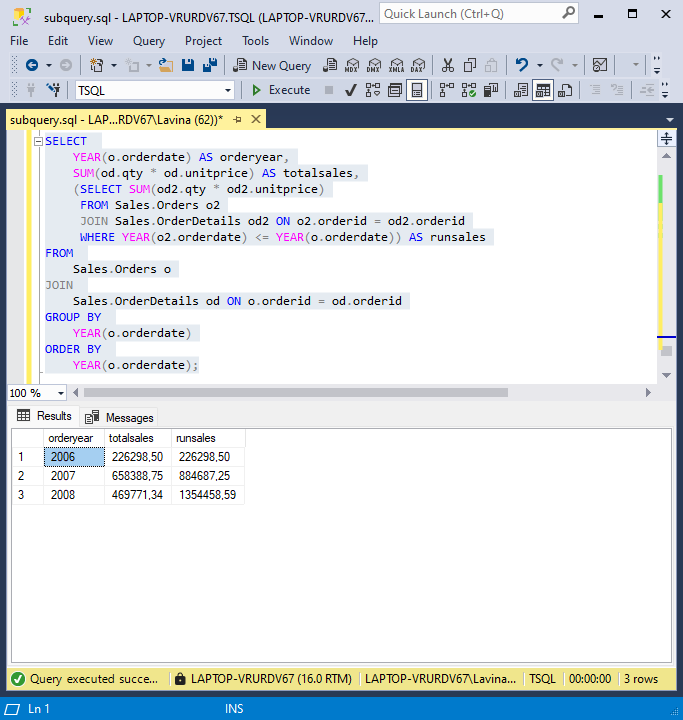 subquery.sql - LAPTOP-VRURDV67.TSQL (LAPTOP-VRURDV67... Quick Launch (Ctrl+Q)
File Edit View Query Project Tools Window Help
New Query MDX DMX XMLA DAX
TSQL Execute
subquery.sql - LAP...RDV67\Lavina (62))*
SELECT
YEAR(o.orderdate) AS orderyear,
SUM(od.qty * od.unitprice) AS totalsales,
(SELECT SUM(od2.qty * od2.unitprice)
FROM Sales.Orders o2
JOIN Sales.OrderDetails od2 ON o2.orderid = od2.orderid
WHERE YEAR(o2.orderdate) <= YEAR(o.orderdate)) AS runsales
FROM
Sales.Orders o
JOIN
Sales.OrderDetails od ON o.orderid = od.orderid
GROUP BY
YEAR(o.orderdate)
ORDER BY
YEAR(o.orderdate);
100 %
Results Messages
orderyear totalsales runsales
1 2006 226298,50 226298,50
2 2007 658388,75 884687,25
3 2008 469771,34 1354458,59
Query executed succe... LAPTOP-VRURDV67 (16.0 RTM) LAPTOP-VRURDV67\Lavina... TSQL 00:00:00 3 rows
Ln 1 INS